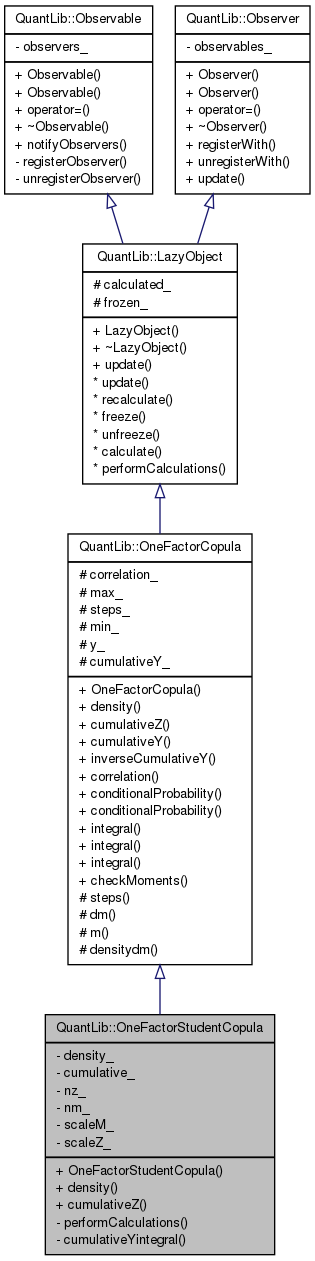 QuantLib::Observable
- observers_
+ Observable()
+ Observable()
+ operator=()
+ ~Observable()
+ notifyObservers()
- registerObserver()
- unregisterObserver()
QuantLib::Observer
- observables_
+ Observer()
+ Observer()
+ operator=()
+ ~Observer()
+ registerWith()
+ unregisterWith()
+ update()
QuantLib::LazyObject
# calculated_
# frozen_
+ LazyObject()
+ ~LazyObject()
+ update()
* update()
* recalculate()
* freeze()
* unfreeze()
* calculate()
* performCalculations()
QuantLib::OneFactorCopula
# correlation_
# max_
# steps_
# min_
# y_
# cumulativeY_
+ OneFactorCopula()
+ density()
+ cumulativeZ()
+ cumulativeY()
+ inverseCumulativeY()
+ correlation()
+ conditionalProbability()
+ conditionalProbability()
+ integral()
+ integral()
+ integral()
+ checkMoments()
# steps()
# dm()
# m()
# densitydm()
QuantLib::OneFactorStudentCopula
- density_
- cumulative_
- nz_
- nm_
- scaleM_
- scaleZ_
+ OneFactorStudentCopula()
+ density()
+ cumulativeZ()
- performCalculations()
- cumulativeYintegral()